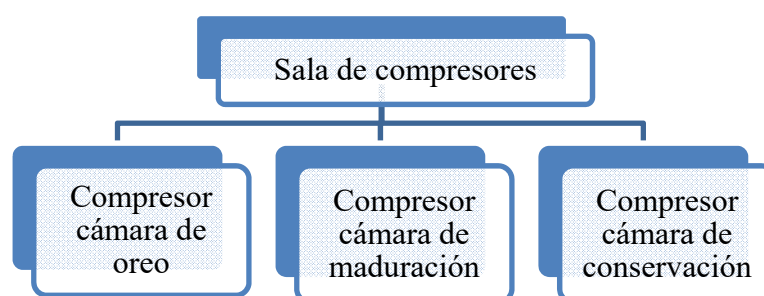 Sala de compresores
Compresor
cámara de
oreo
Compresor
cámara de
maduración
Compresor
cámara de
conservación